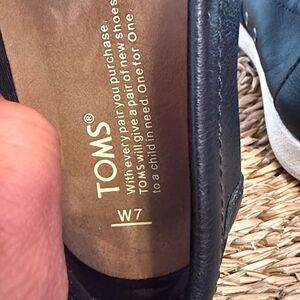 TOMS®
With every pair you purchase,
TOMS will give a pair of new shoes
to a child in need. One for One.
W7